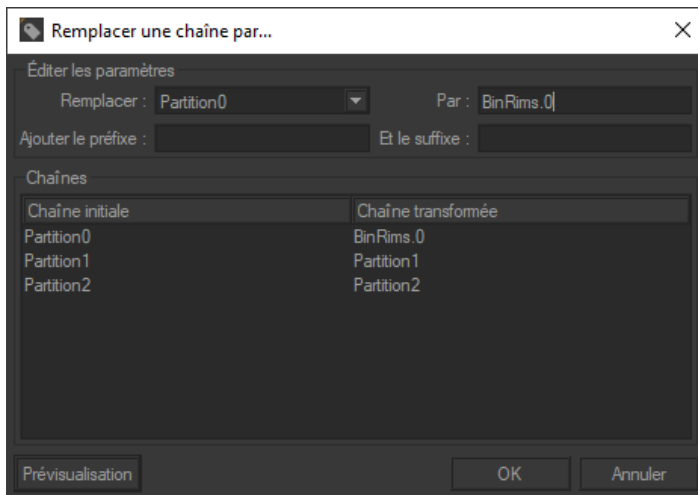 Remplacer une chaîne par...
Éditer les paramètres
Remplacer : Partition0 Par : BinRims.0
Ajouter le préfixe : Et le suffixe :
Chaînes
Chaîne initiale Chaîne transformée
Partition0 BinRims.0
Partition1 Partition1
Partition2 Partition2
Prévisualisation OK Annuler